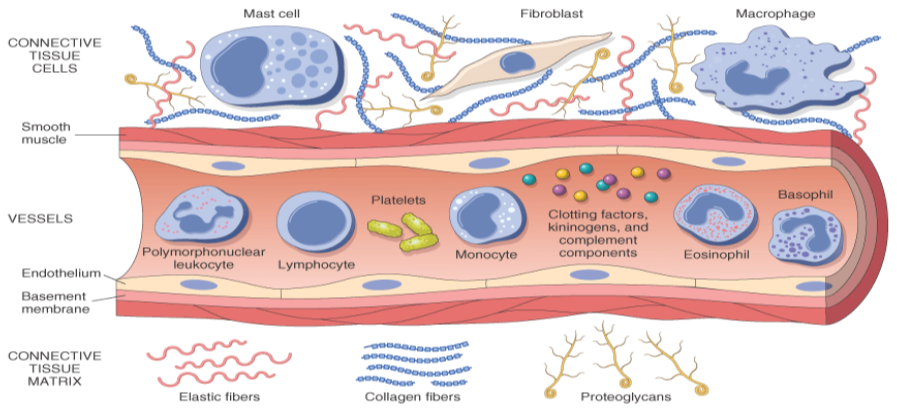 Mast cell
Fibroblast
Macrophage
CONNECTIVE
TISSUE
CELLS
Smooth
muscle
Platelets
Basophil
VESSELS
Clotting factors,
kininogens, and
complement
components
Polymorphonuclear
leukocyte
Lymphocyte
Monocyte
Eosinophil
Endothelium
Basement
membrane
CONNECTIVE
TISSUE
MATRIX
Elastic fibers
Collagen fibers
Proteoglycans